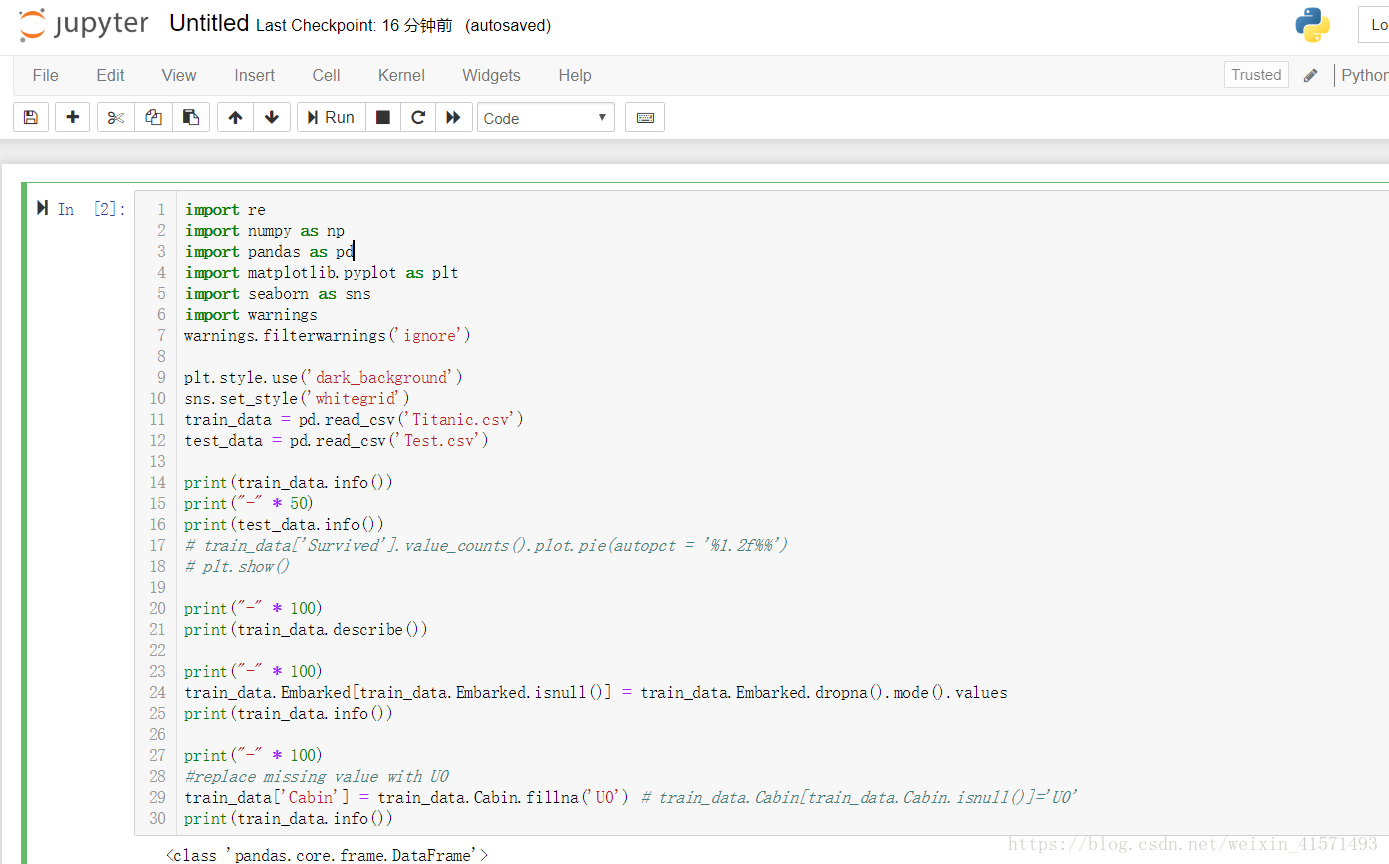 jupyter Untitled Last Checkpoint: 16 分钟前 (autosaved) Lo
File Edit View Insert Cell Kernel Widgets Help Trusted Python
Run Code
In [2]:
1 import re
2 import numpy as np
3 import pandas as pd
4 import matplotlib.pyplot as plt
5 import seaborn as sns
6 import warnings
7 warnings.filterwarnings('ignore')
8
9 plt.style.use('dark_background')
10 sns.set_style('whitegrid')
11 train_data = pd.read_csv('Titanic.csv')
12 test_data = pd.read_csv('Test.csv')
13
14 print(train_data.info())
15 print("-" * 50)
16 print(test_data.info())
17 # train_data['Survived'].value_counts().plot.pie(autopct = '%1.2f%%')
18 # plt.show()
19
20 print("-" * 100)
21 print(train_data.describe())
22
23 print("-" * 100)
24 train_data.Embarked[train_data.Embarked.isnull()] = train_data.Embarked.dropna().mode().values
25 print(train_data.info())
26
27 print("-" * 100)
28 #replace missing value with U0
29 train_data['Cabin'] = train_data.Cabin.fillna('U0') # train_data.Cabin[train_data.Cabin.isnull()]='U0'
30 print(train_data.info())
<class 'pandas.core.frame.DataFrame'>
https://blog.csdn.net/weixin_41571493